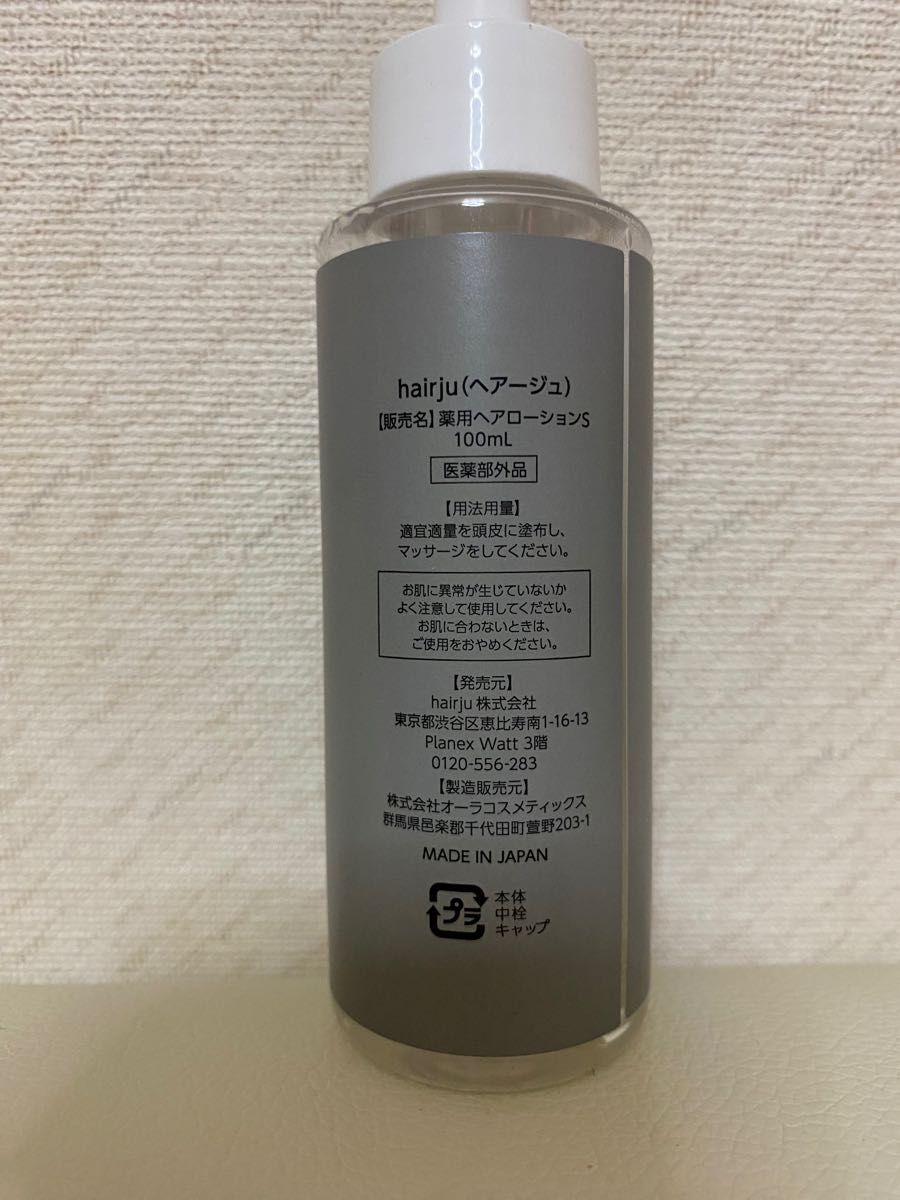 hairju（ヘアージュ）
【販売名】薬用ヘアローションS
100mL
医薬部外品
【用法用量】
適宜適量を頭皮に塗布し、
マッサージをしてください。
お肌に異常が生じていないか
よく注意して使用してください。
お肌に合わないときは、
ご使用をおやめください。
【発売元】
hairju 株式会社
東京都渋谷区恵比寿南1-16-13
Planex Watt 3階
0120-556-283
【製造販売元】
株式会社オーラコスメティックス
群馬県邑楽郡千代田町萱野203-1
MADE IN JAPAN
プラ
本体
中栓
キャップ